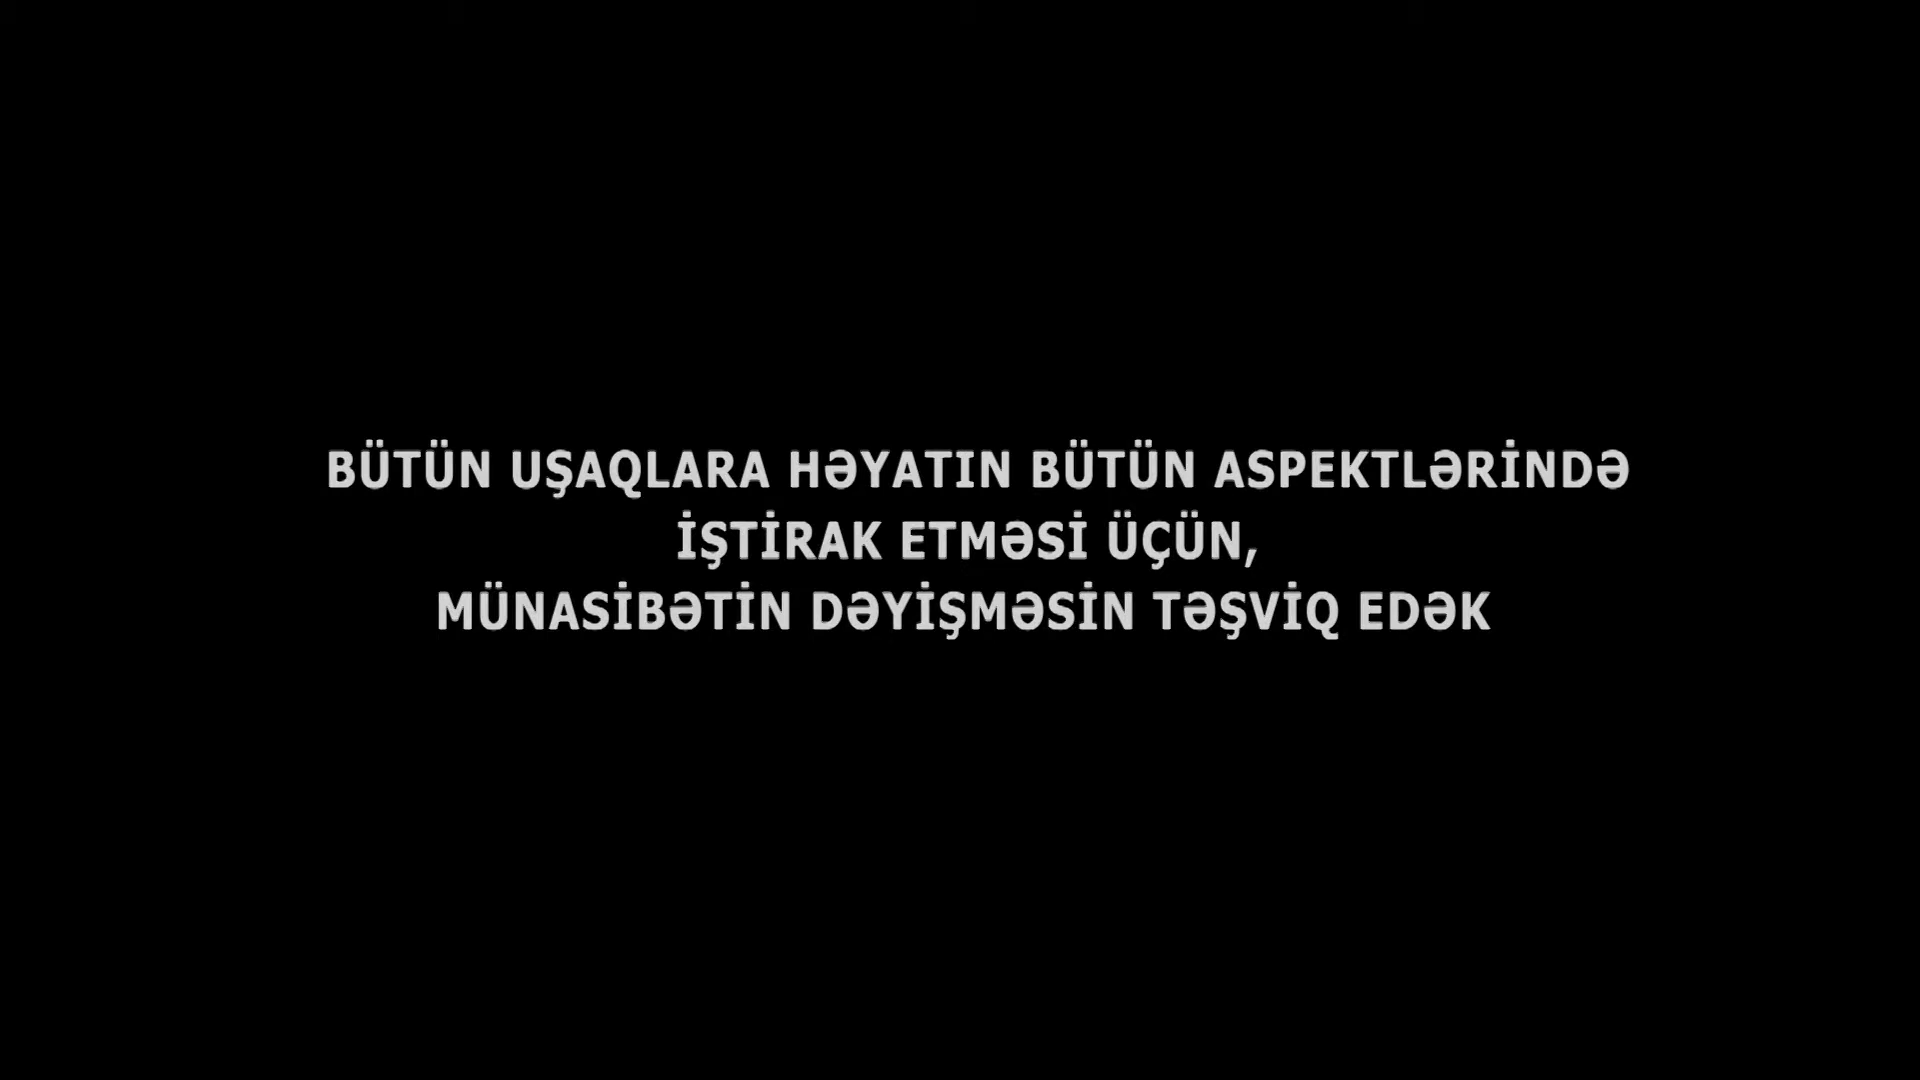 BÜTÜN UŞAQLARA HƏYATIN BÜTÜN ASPEKTLƏRİNDƏ
İŞTİRAK ETMƏSİ ÜÇÜN,
MÜNASİBƏTİN DƏYİŞMƏSİN TƏŞVİQ EDƏK